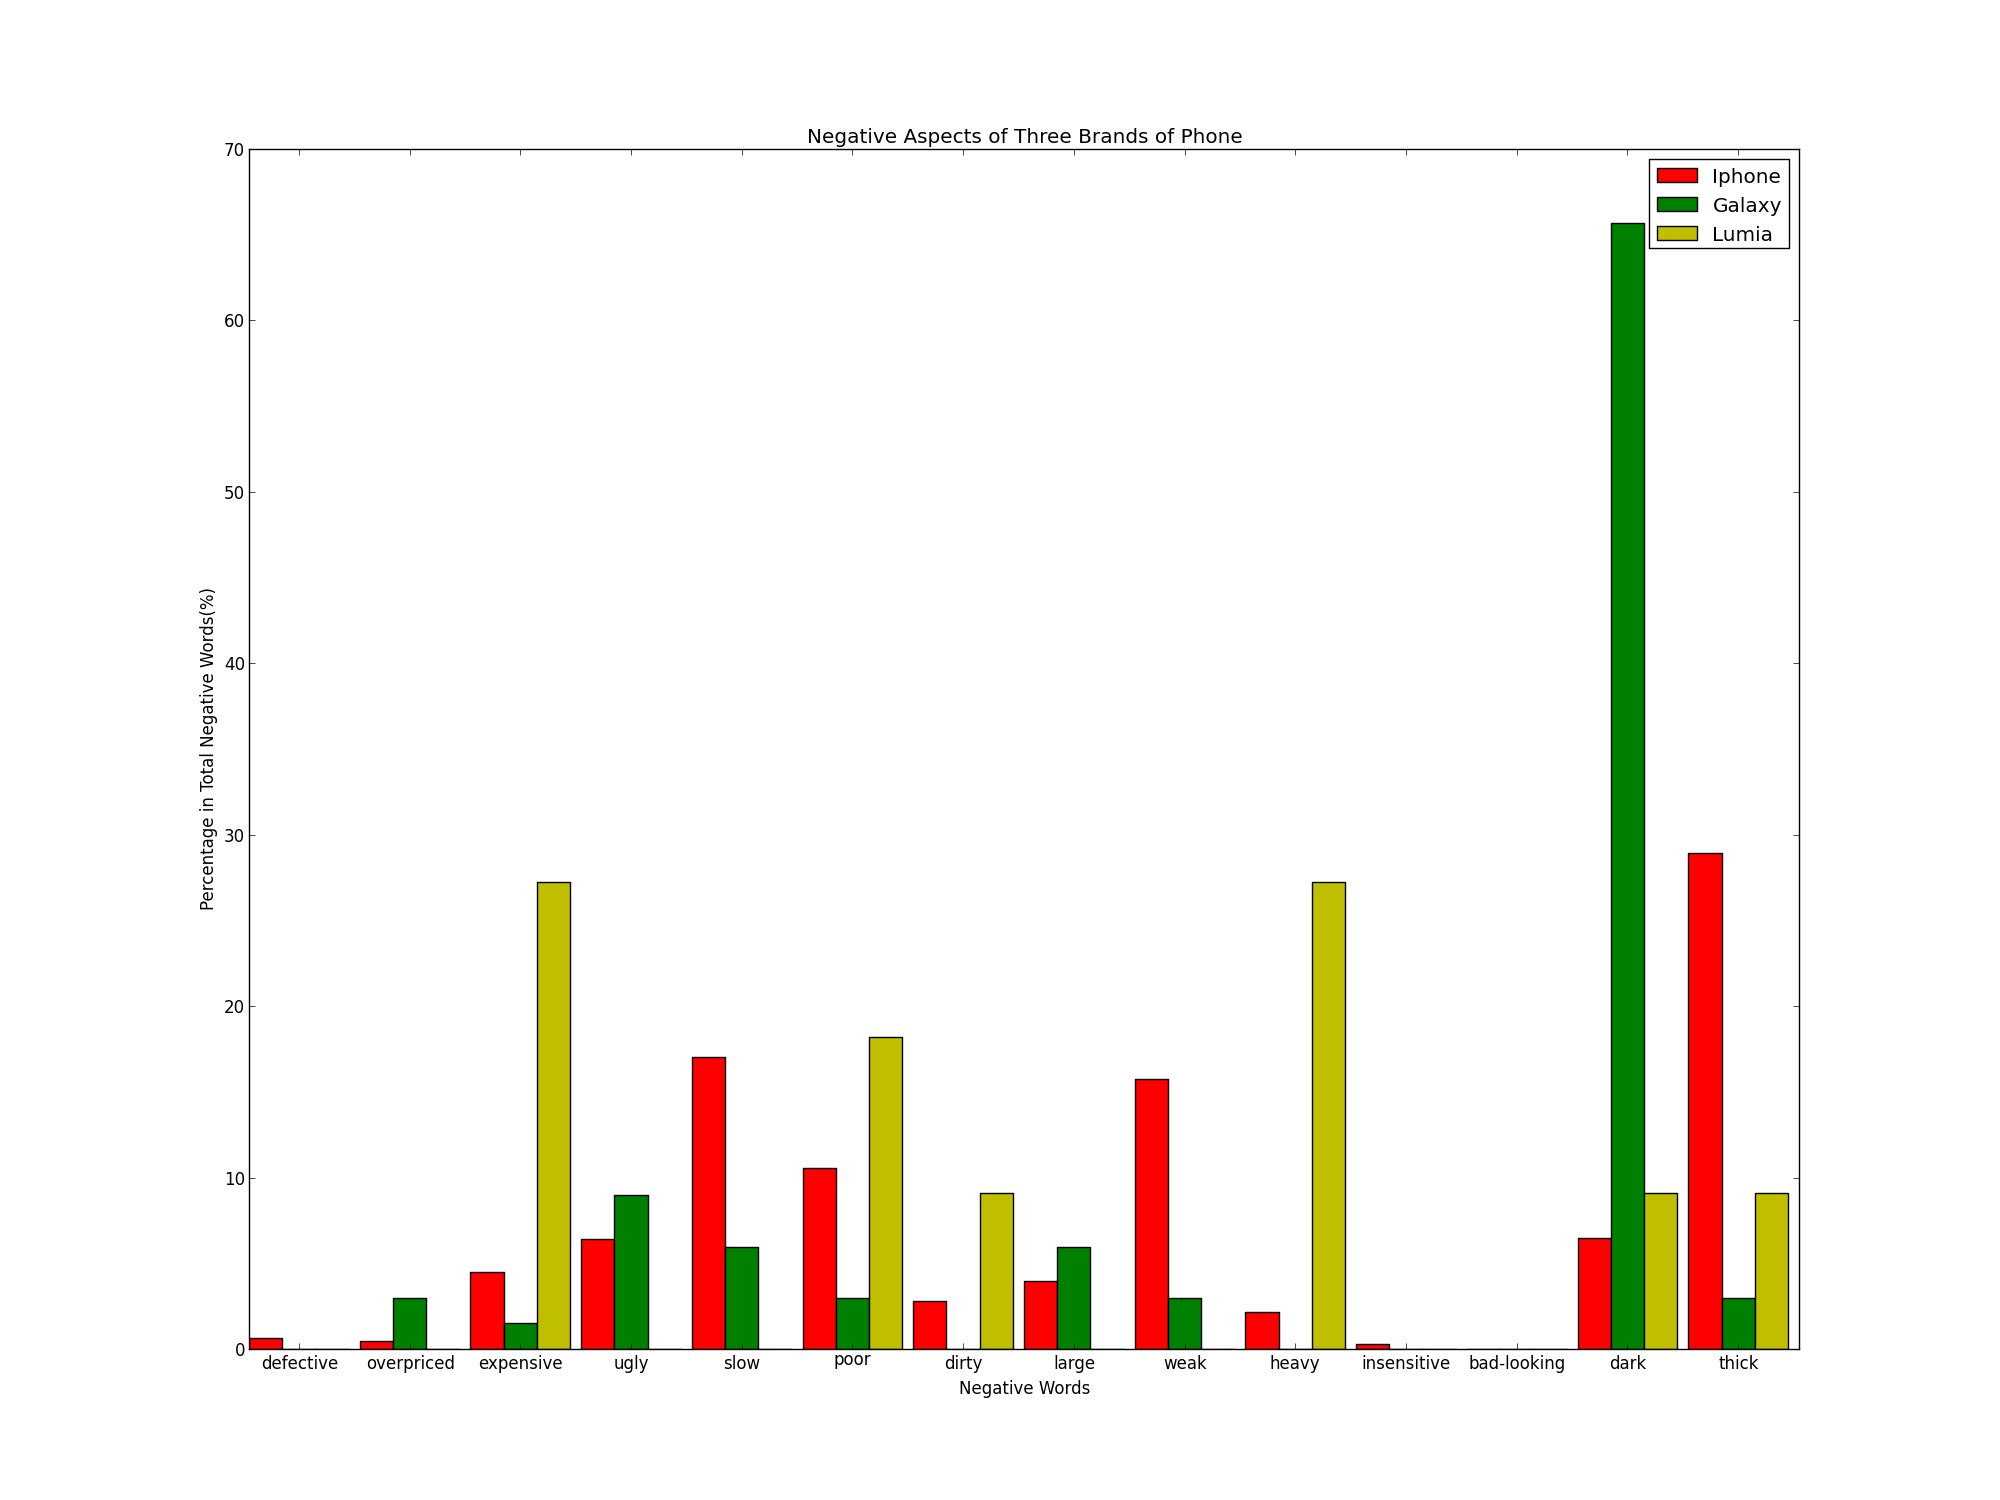 Negative Aspects of Three Brands of Phone
Iphone
Galaxy
Lumia
Percentage in Total Negative Words(%)
70
60
50
40
30
20
10
0
defective overpriced expensive ugly slow poor dirty large weak heavy insensitive bad-looking dark thick
Negative Words